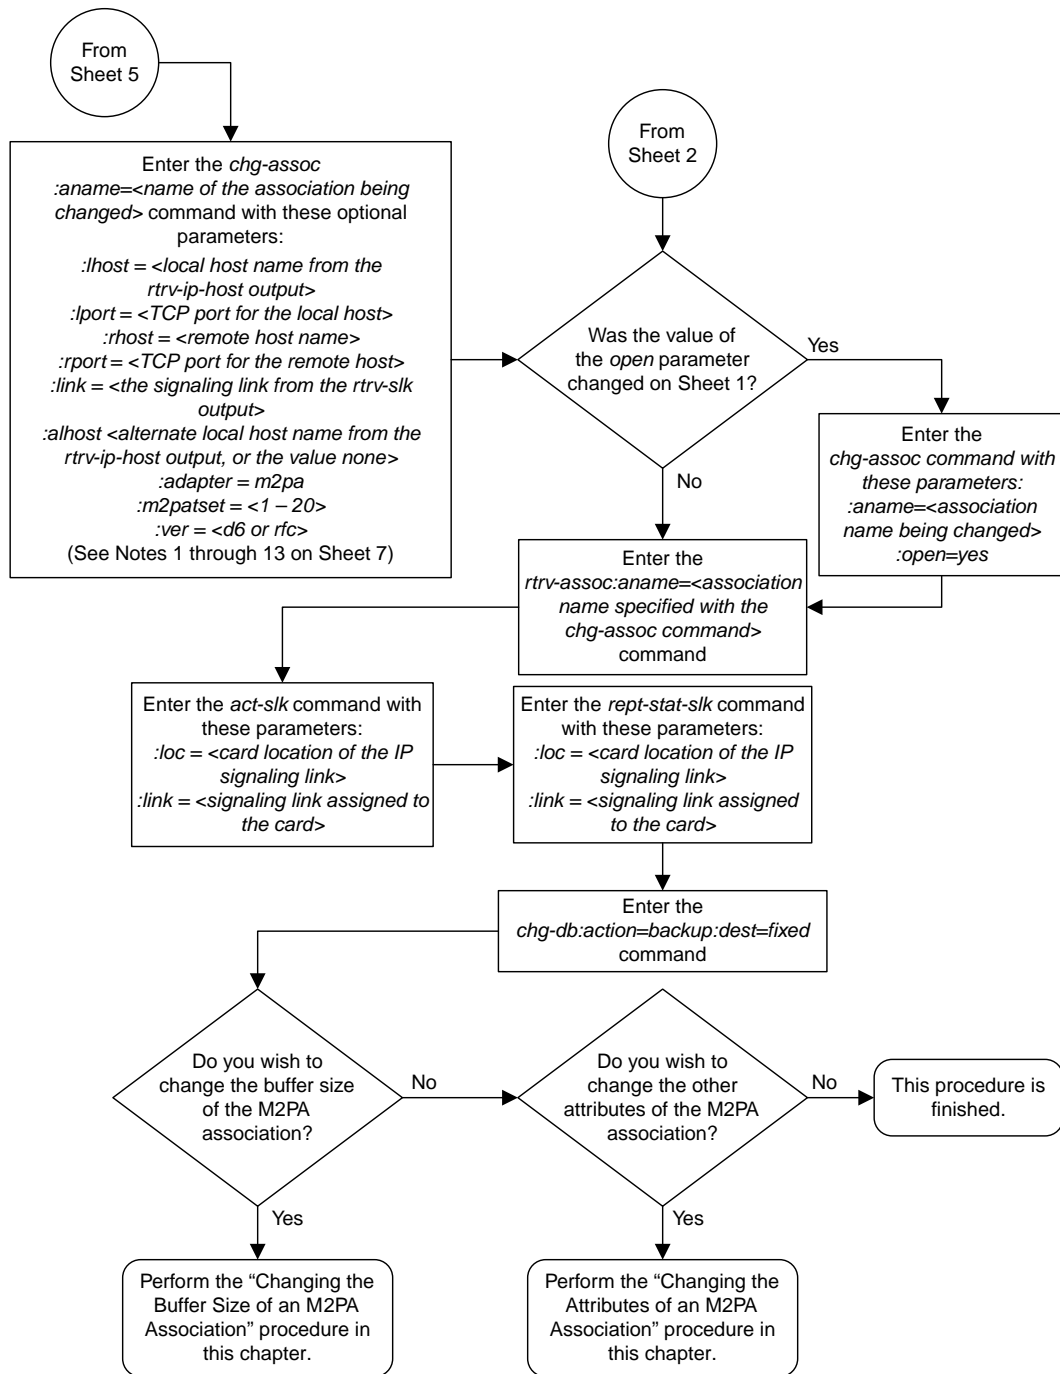 From
Sheet 5
Enter the chg-assoc
:aname=<name of the association being
changed> command with these optional
parameters:
:lhost = <local host name from the
rtrv-ip-host output>
:lport = <TCP port for the local host>
:rhost = <remote host name>
:rport = <TCP port for the remote host>
:link = <the signaling link from the rtrv-slk
output>
:alhost <alternate local host name from the
rtrv-ip-host output, or the value none>
:adapter = m2pa
:m2patset = <1 – 20>
:ver = <d6 or rfc>
(See Notes 1 through 13 on Sheet 7)
From
Sheet 2
Was the value of
the open parameter
changed on Sheet 1?
Yes
No
Enter the
chg-assoc command with
these parameters:
:aname=<association
name being changed>
:open=yes
Enter the
rtrv-assoc:aname=<association
name specified with the
chg-assoc command>
command
Enter the act-slk command with
these parameters:
:loc = <card location of the IP
signaling link>
:link = <signaling link assigned to
the card>
Enter the rept-stat-slk command
with these parameters:
:loc = <card location of the IP
signaling link>
:link = <signaling link assigned
to the card>
Enter the
chg-db:action=backup:dest=fixed
command
Do you wish to
change the buffer size
of the M2PA
association?
No
Yes
Do you wish to
change the other
attributes of the M2PA
association?
No
Yes
This procedure is
finished.
Perform the “Changing the
Buffer Size of an M2PA
Association” procedure in
this chapter.
Perform the “Changing the
Attributes of an M2PA
Association” procedure in
this chapter.